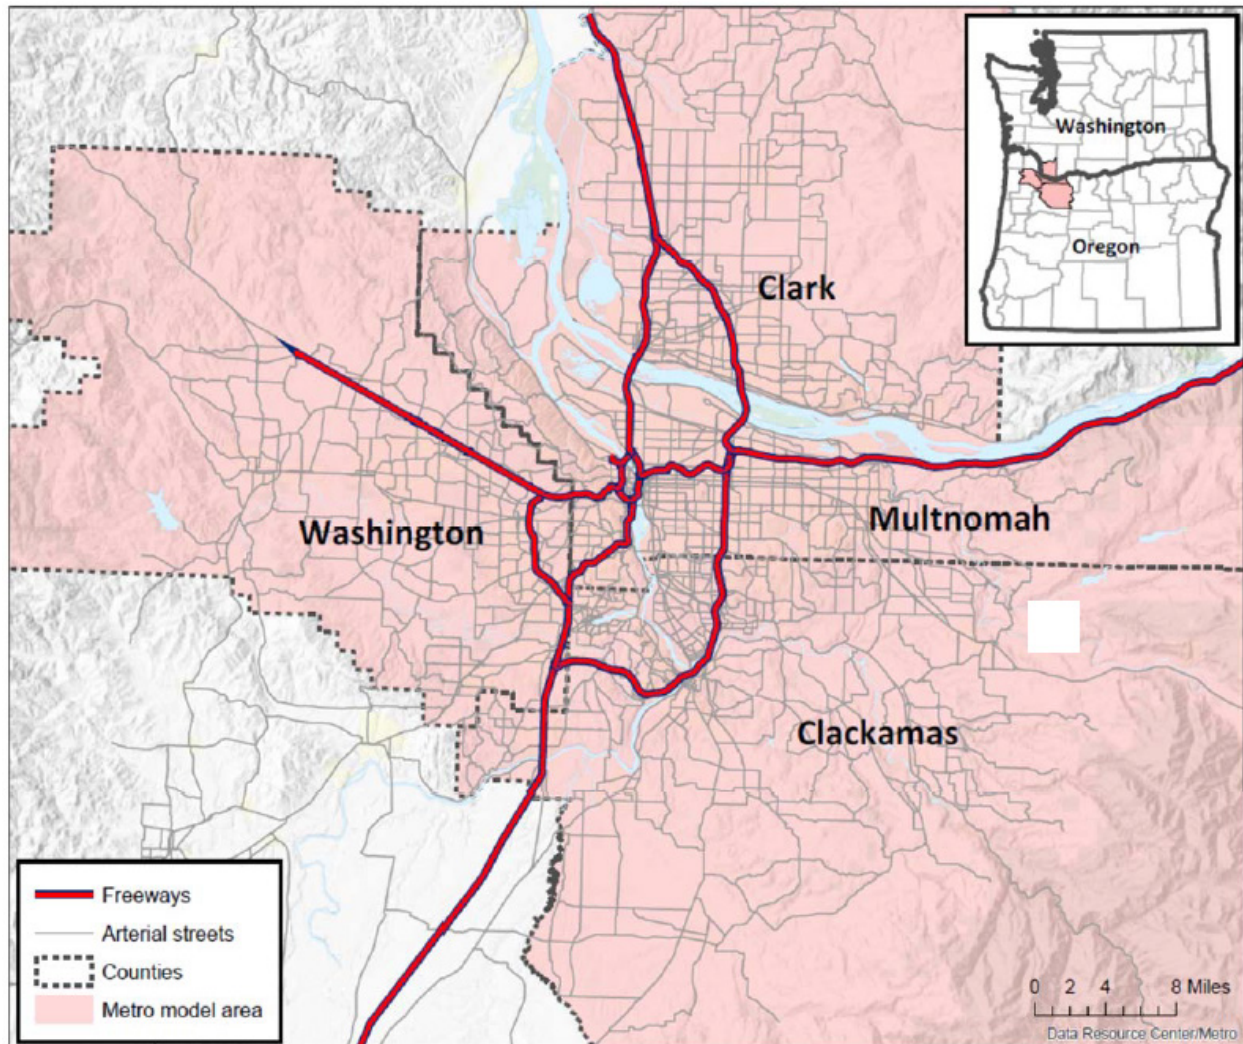 Washington
Oregon
Clark
Washington
Multnomah
Clackamas
Freeways
Arterial streets
Counties
Metro model area
0 2 4 8 Miles
Data Resource Center/Metro